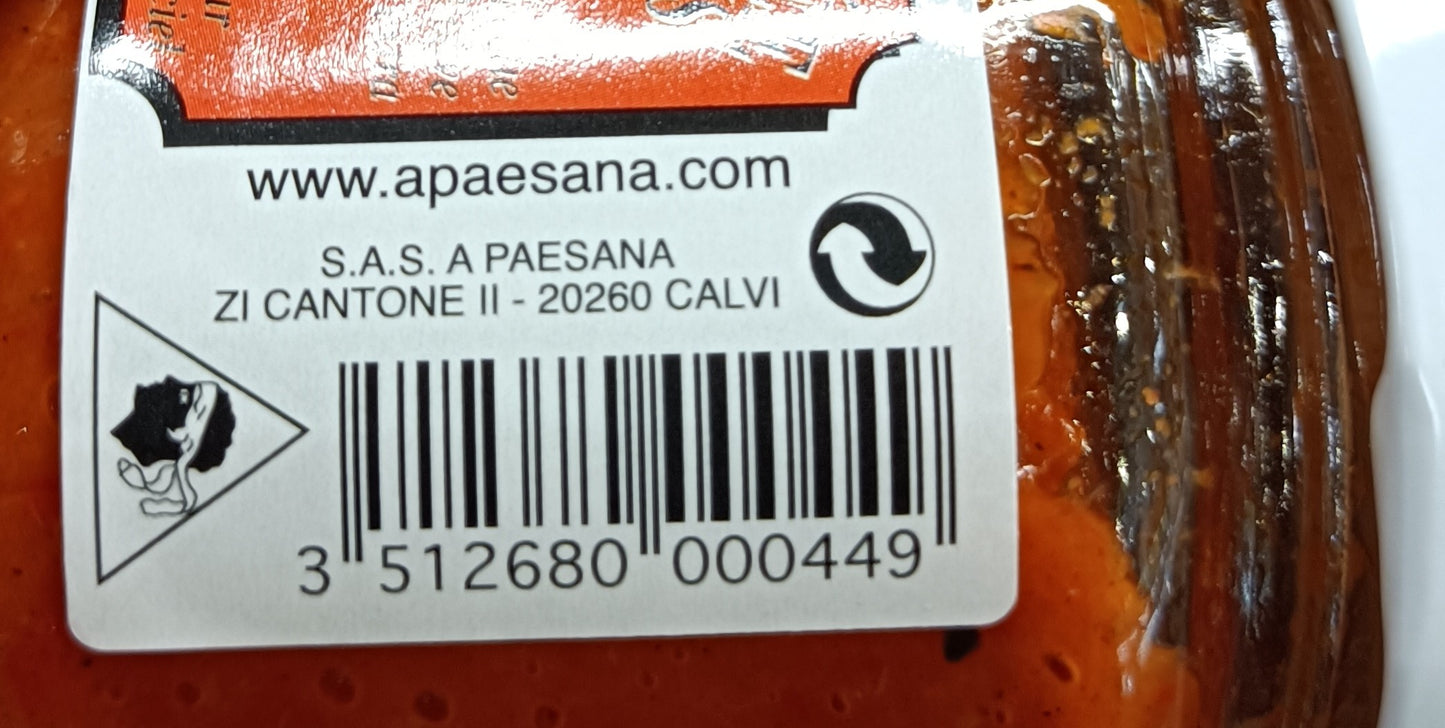 www.apaesana.com
S.A.S. A PAESANA
ZI CANTONE II - 20260 CALVI
3 512680 000449